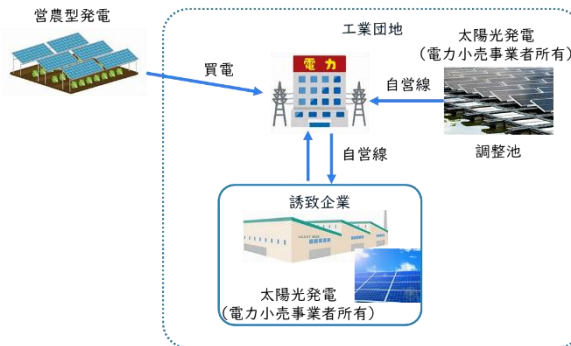 営農型発電
工業団地
太陽光発電
(電力小売事業者所有)
電力
買電
自営線
調整池
自営線
誘致企業
太陽光発電
(電力小売事業者所有)